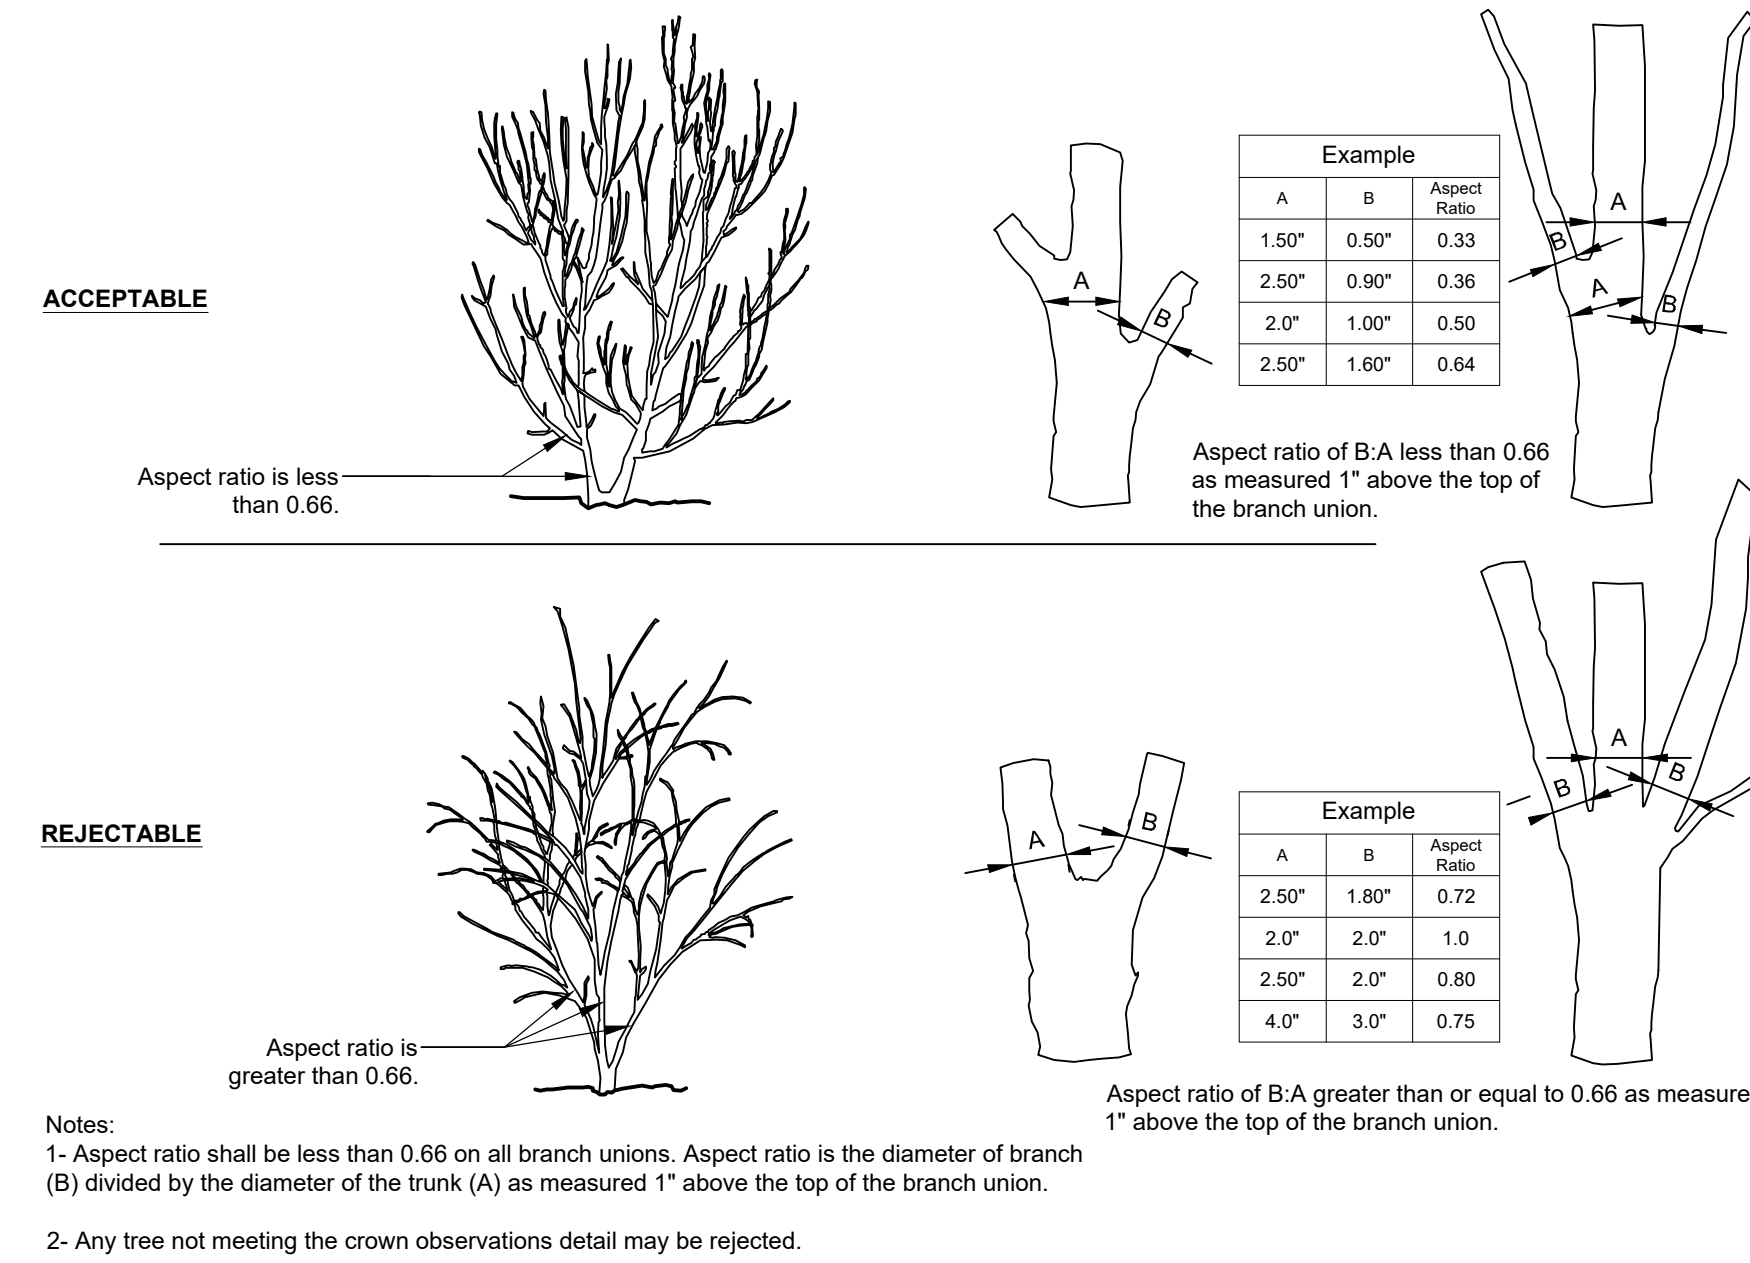 ACCEPTABLE
Aspect ratio is less
than 0.66.
A
B
Example
A B Aspect Ratio
1.50" 0.50" 0.33
2.50" 0.90" 0.36
2.0" 1.00" 0.50
2.50" 1.60" 0.64
A
B
A
B
Aspect ratio of B:A less than 0.66
as measured 1" above the top of
the branch union.
REJECTABLE
Aspect ratio is
greater than 0.66.
A
B
Example
A B Aspect Ratio
2.50" 1.80" 0.72
2.0" 2.0" 1.0
2.50" 2.0" 0.80
4.0" 3.0" 0.75
A
B
B
Aspect ratio of B:A greater than or equal to 0.66 as measure
1" above the top of the branch union.
Notes:
1- Aspect ratio shall be less than 0.66 on all branch unions. Aspect ratio is the diameter of branch
(B) divided by the diameter of the trunk (A) as measured 1" above the top of the branch union.
2- Any tree not meeting the crown observations detail may be rejected.